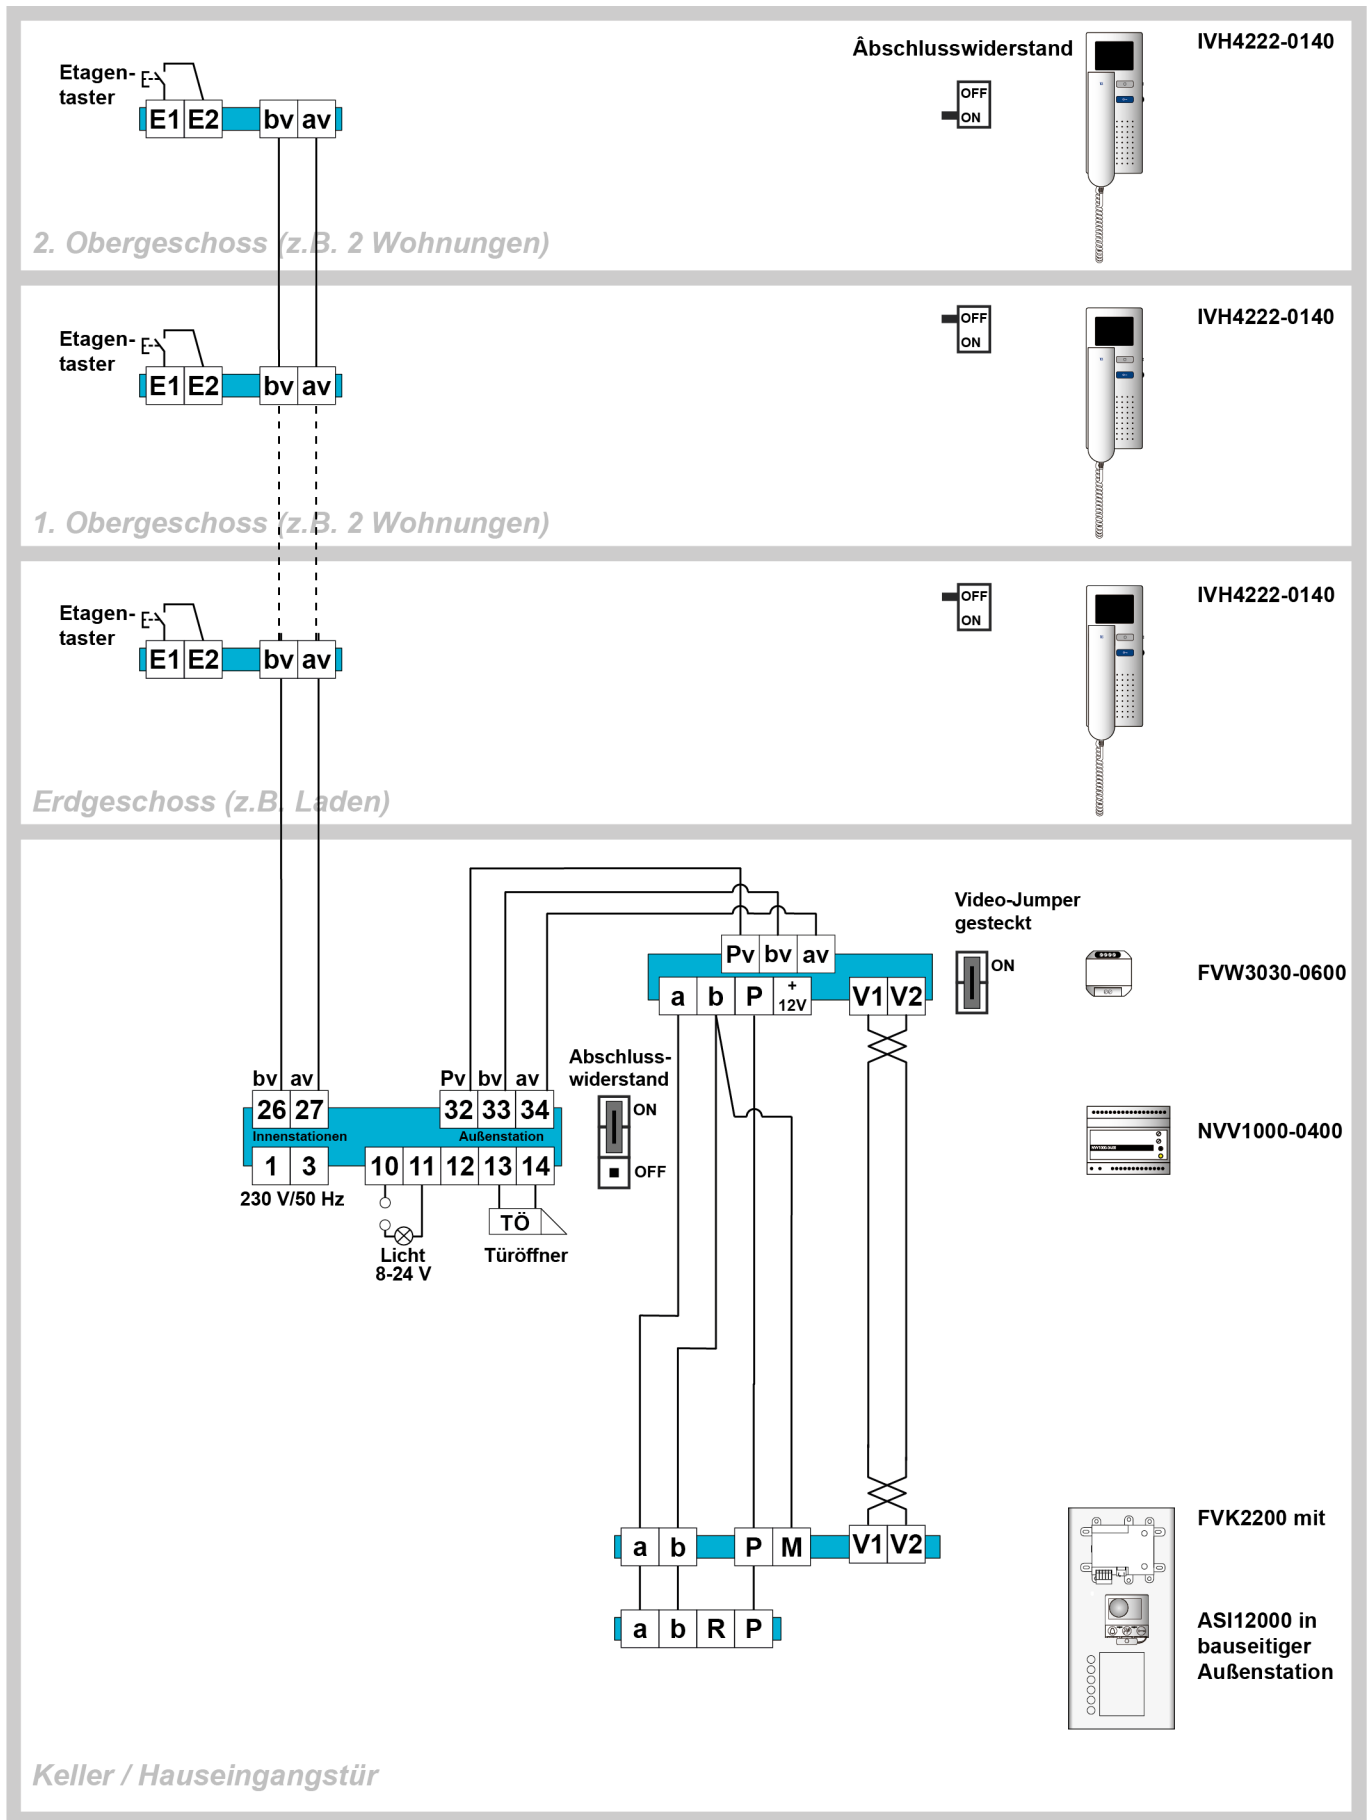 Etagen-
taster
E1 E2 bv av
Âbschlusswiderstand
OFF
ON
IVH4222-0140
2. Obergeschoss (z.B. 2 Wohnungen)
Etagen-
taster
E1 E2 bv av
OFF
ON
IVH4222-0140
1. Obergeschoss (z.B. 2 Wohnungen)
Etagen-
taster
E1 E2 bv av
OFF
ON
IVH4222-0140
Erdgeschoss (z.B. Laden)
Pv bv av
a b P + 12V V1 V2
Video-Jumper
gesteckt
ON
FVW3030-0600
bv av
26 27
Innenstationen
1 3
230 V/50 Hz
Pv bv av
32 33 34
Außenstation
10 11 12 13 14
Licht
8-24 V
TÖ
Türöffner
Abschluss-
widerstand
ON
OFF
NVV1000-0400
a b P M V1 V2
a b R P
FVK2200 mit
ASI12000 in
bauseitiger
Außenstation
Keller / Hauseingangstür